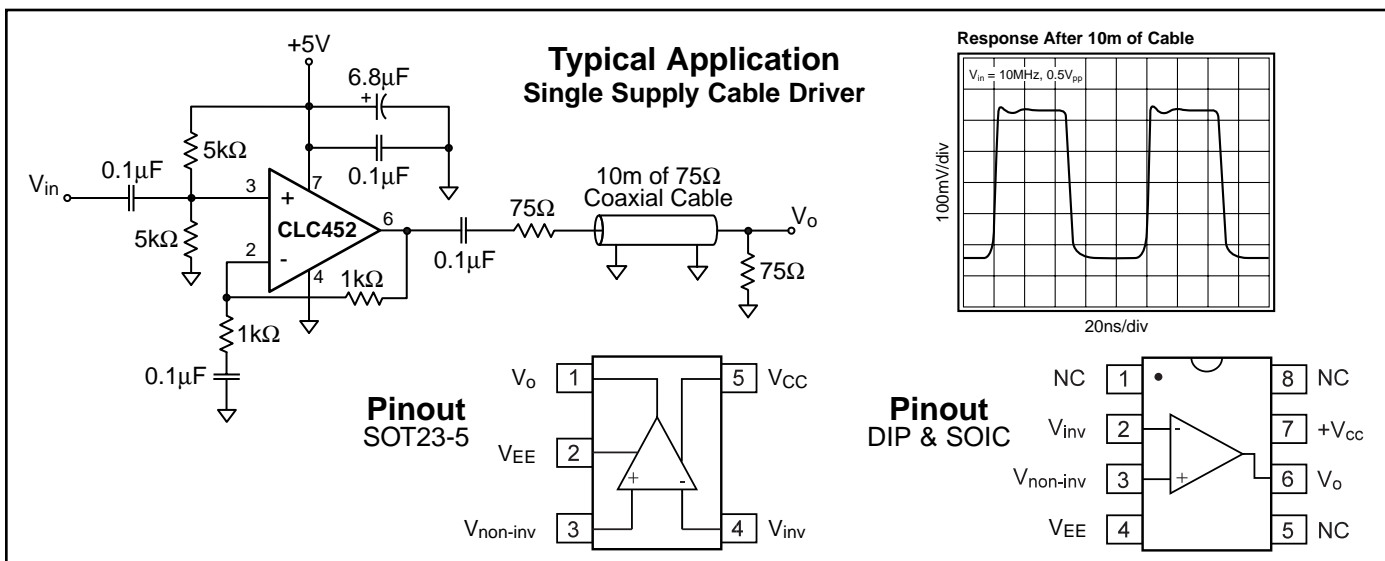 Typical Application
Single Supply Cable Driver
+5V
6.8µF
+
5kΩ
0.1µF
Vin
3
+
7
0.1µF
CLC452
6
5kΩ
2
-
4
0.1µF
75Ω
10m of 75Ω
Coaxial Cable
Vo
75Ω
1kΩ
1kΩ
0.1µF
Response After 10m of Cable
Vin = 10MHz, 0.5Vpp
100mV/div
20ns/div
Pinout
SOT23-5
Vo 1
5 VCC
VEE 2
+ -
Vnon-inv 3
4 Vinv
Pinout
DIP & SOIC
NC 1
8 NC
Vinv 2
-
7 +Vcc
Vnon-inv 3
+
6 Vo
VEE 4
5 NC